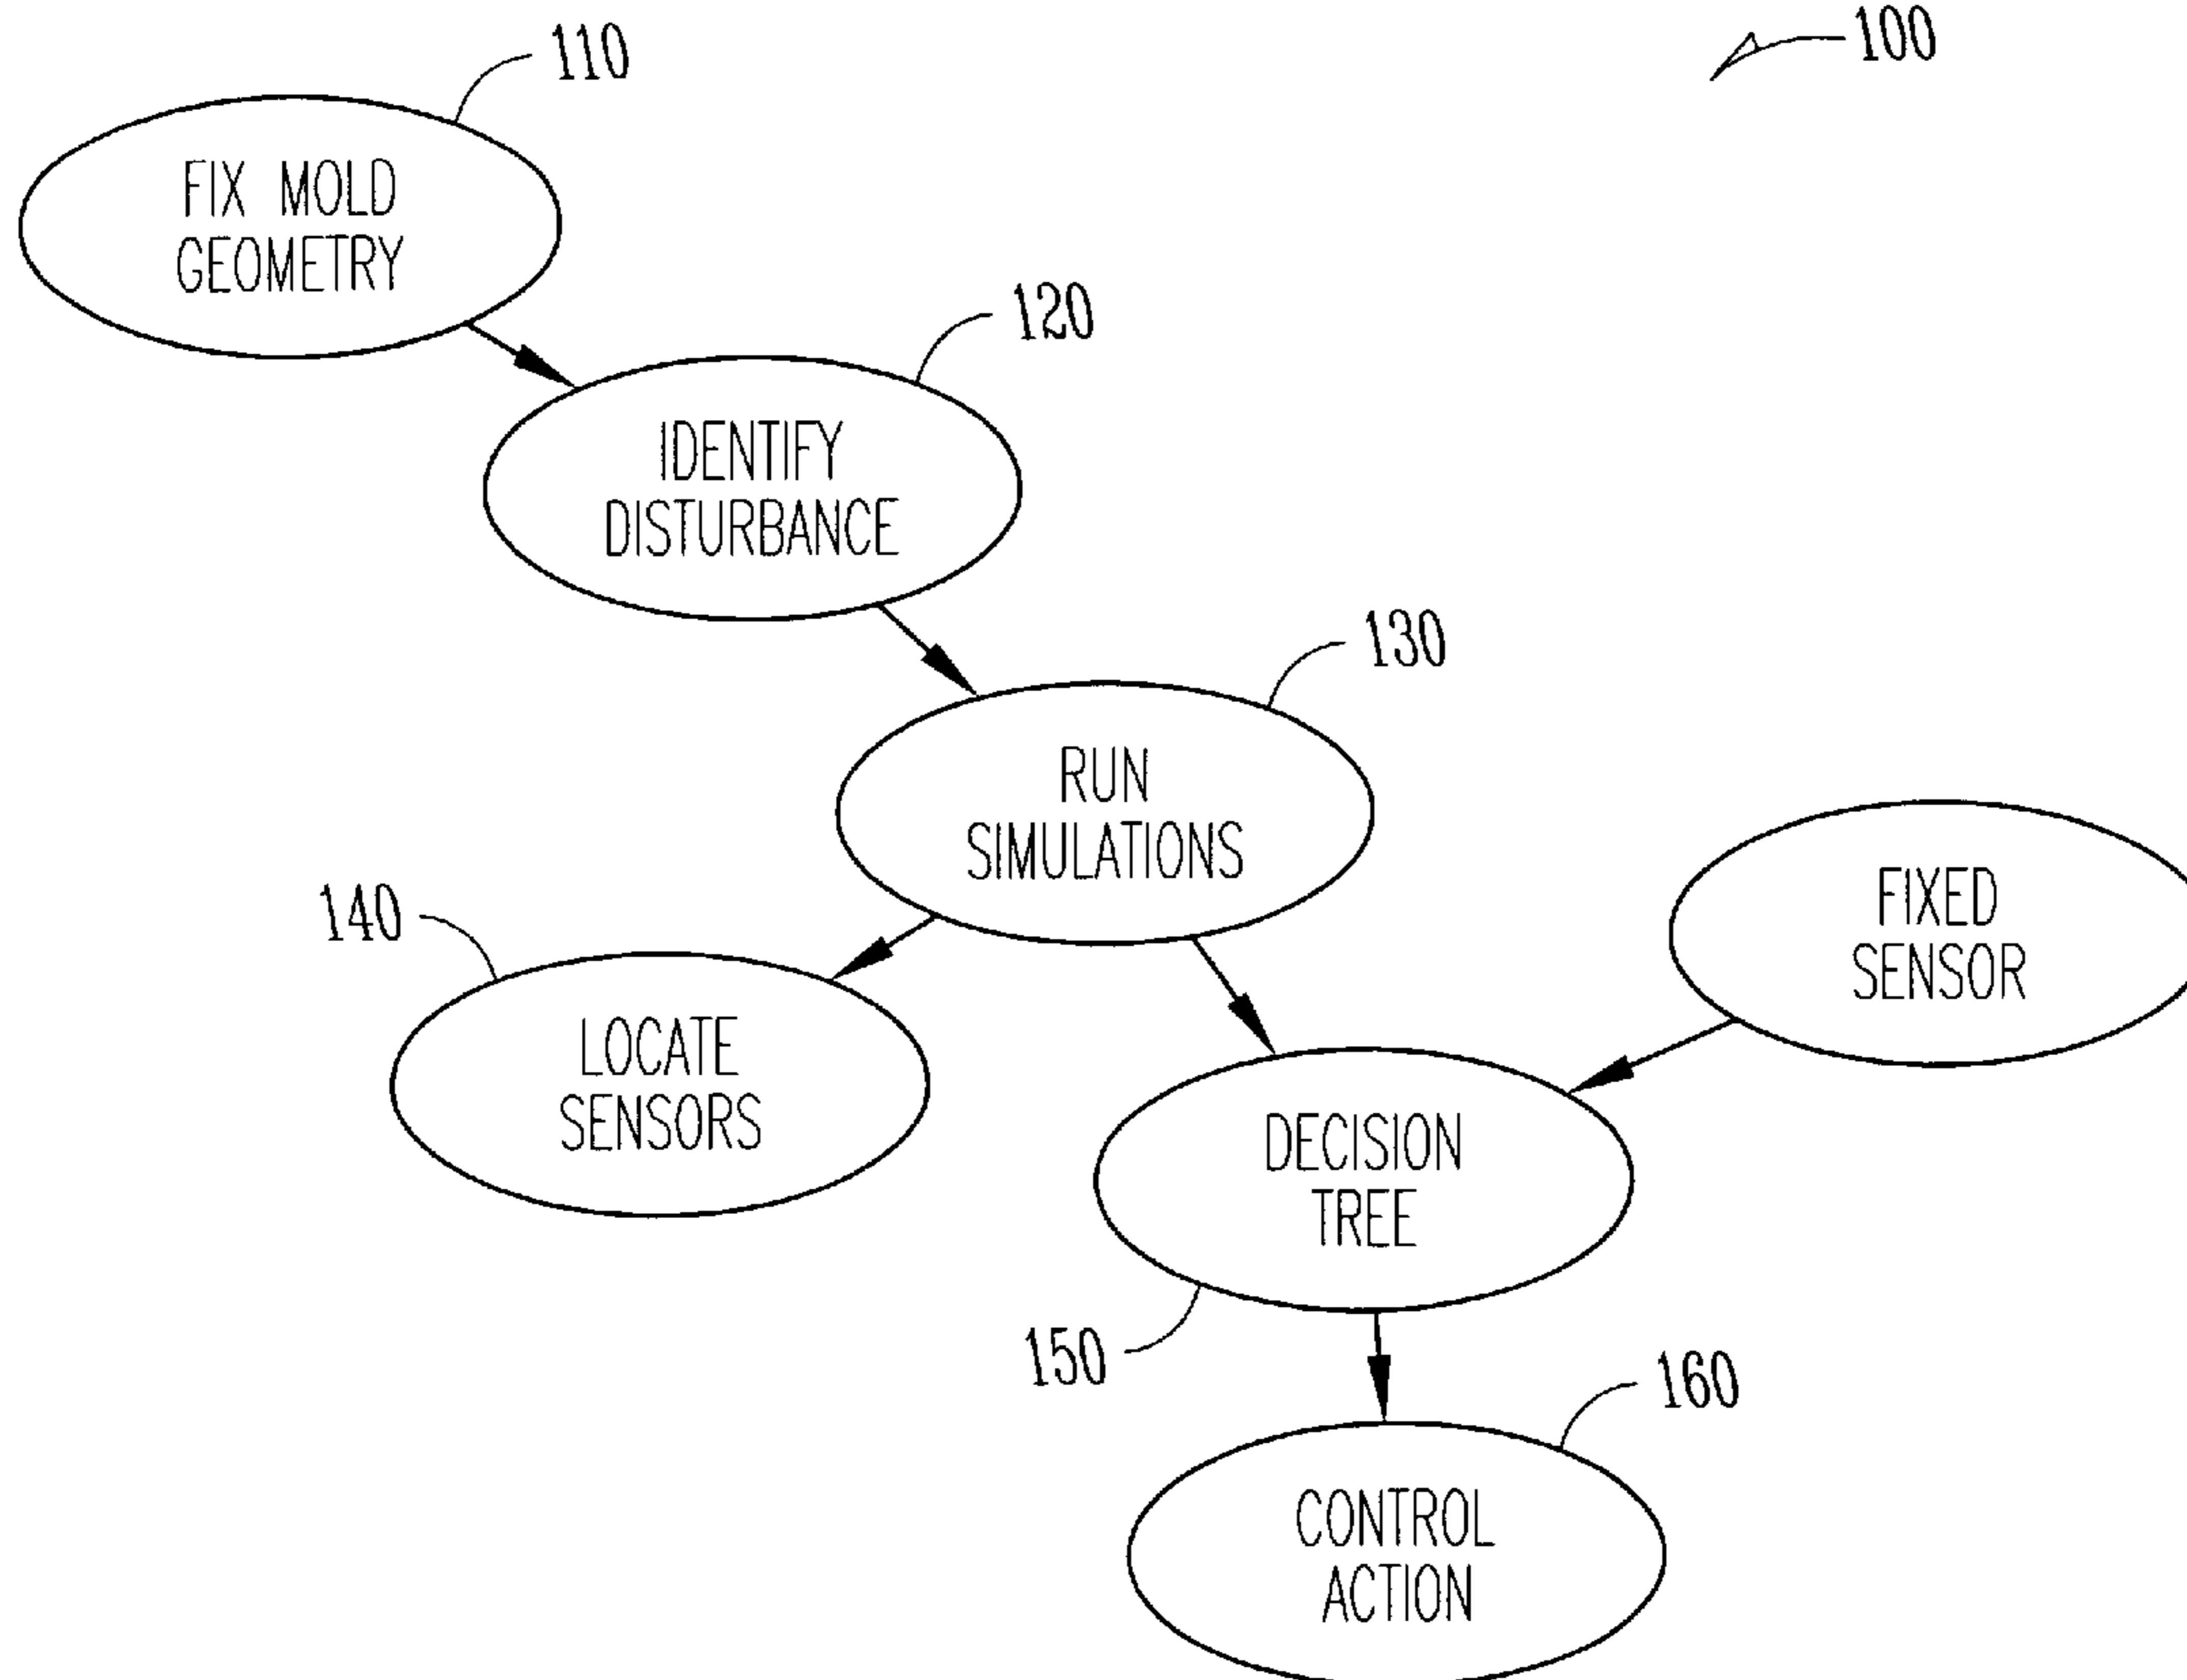 110
100
FIX MOLD
GEOMETRY
120
IDENTIFY
DISTURBANCE
130
RUN
SIMULATIONS
140
FIXED
SENSOR
LOCATE
SENSORS
DECISION
TREE
150
160
CONTROL
ACTION